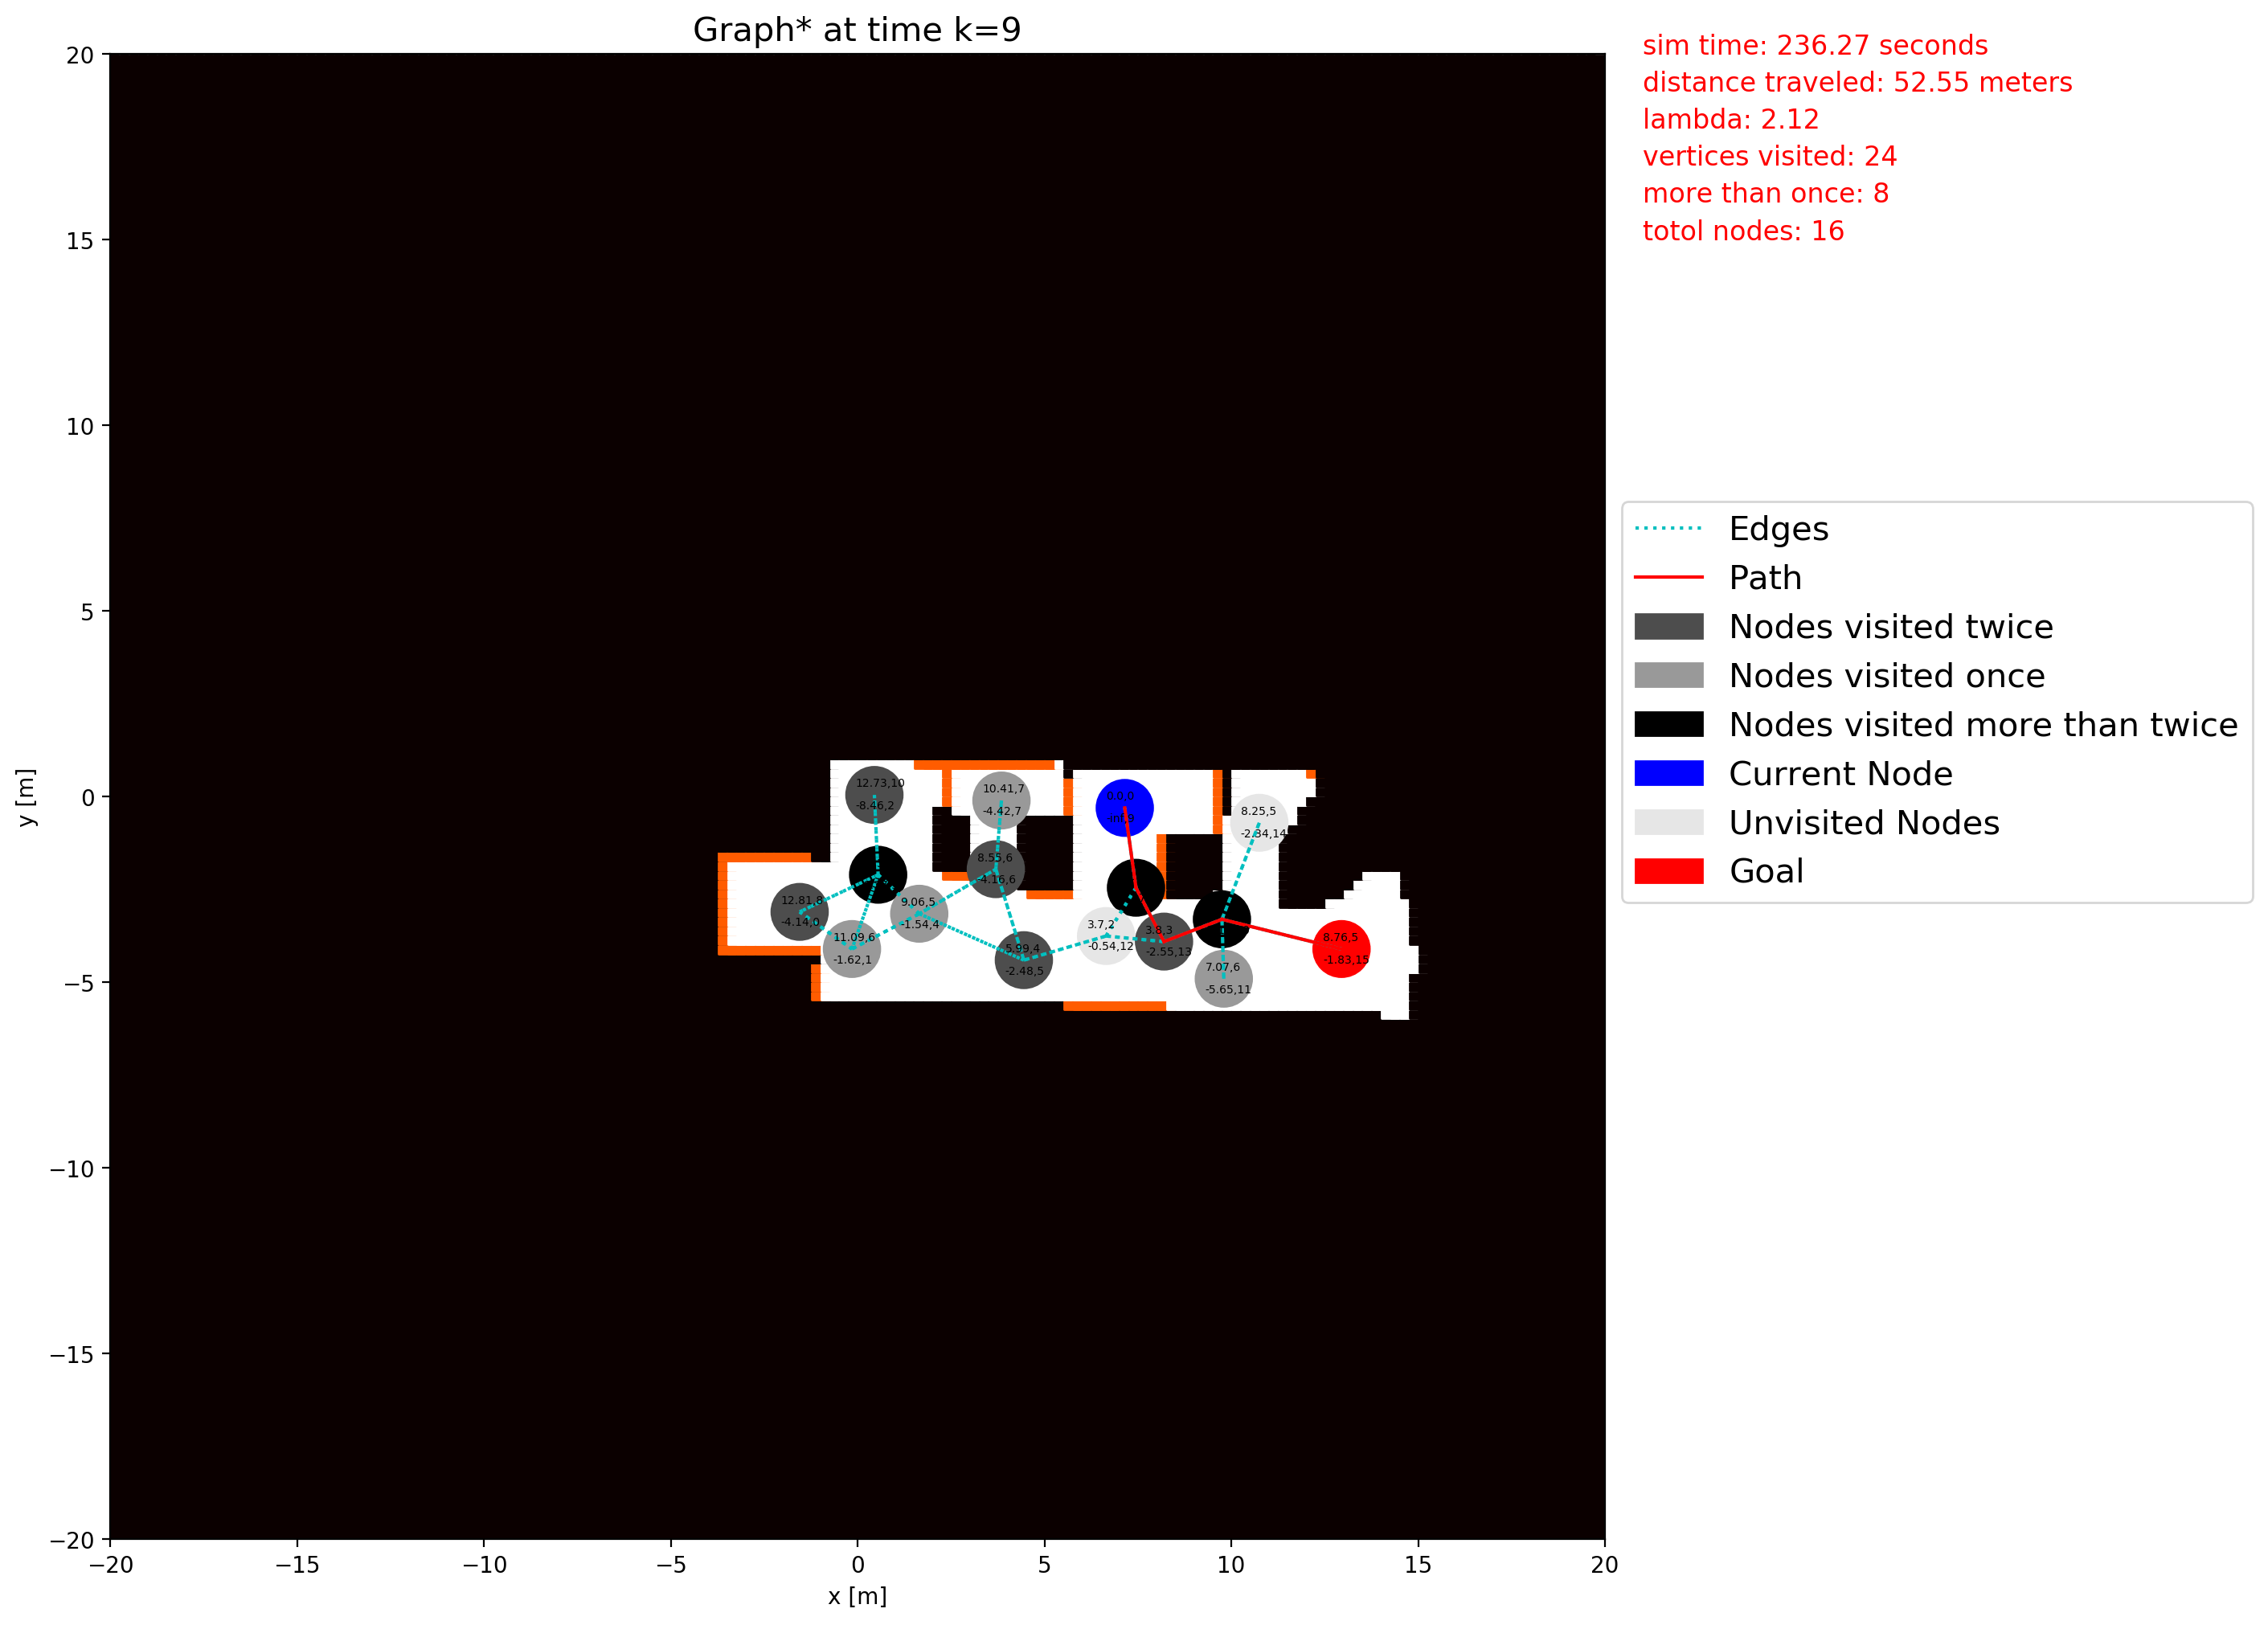 Graph* at time k=9
sim time: 236.27 seconds
distance traveled: 52.55 meters
lambda: 2.12
vertices visited: 24
more than once: 8
totol nodes: 16
20
15
10
5
0
−5
−10
−15
−20
y [m]
12.73,10
-8.46,2
10.41,7
-4.42,7
0.0,0
8.25,5
-2.34,14
8.55,6
-4.16,6
12.81,8
-4.14,0
9.06,5
-1.54,4
11.09,6
-1.62,1
5.99,4
-2.48,5
3.7,2
-0.54,12
3.8,3
-2.55,13
7.07,6
-5.65,11
8.76,5
-1.83,15
Edges
Path
Nodes visited twice
Nodes visited once
Nodes visited more than twice
Current Node
Unvisited Nodes
Goal
−20
−15
−10
−5
0
5
10
15
20
x [m]